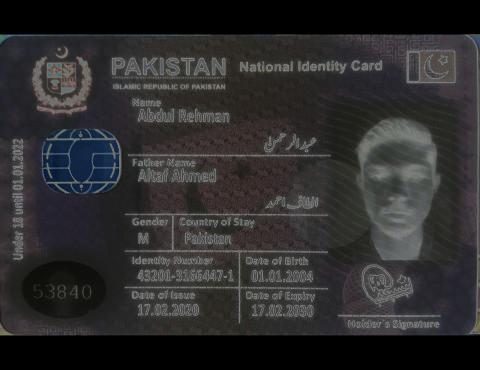 PAKISTAN National Identity Card
ISLAMIC REPUBLIC OF PAKISTAN
Name
Abdul Rehman
عبدالرحمن
Father Name
Altaf Ahmed
الطاف احمد
Gender Country of Stay
M Pakistan
Identity Number Date of Birth
43201-3166447-1 01.01.2004
Date of Issue Date of Expiry
17.02.2020 17.02.2030
Under 18 until 01.01.2022
53840
Holder's Signature